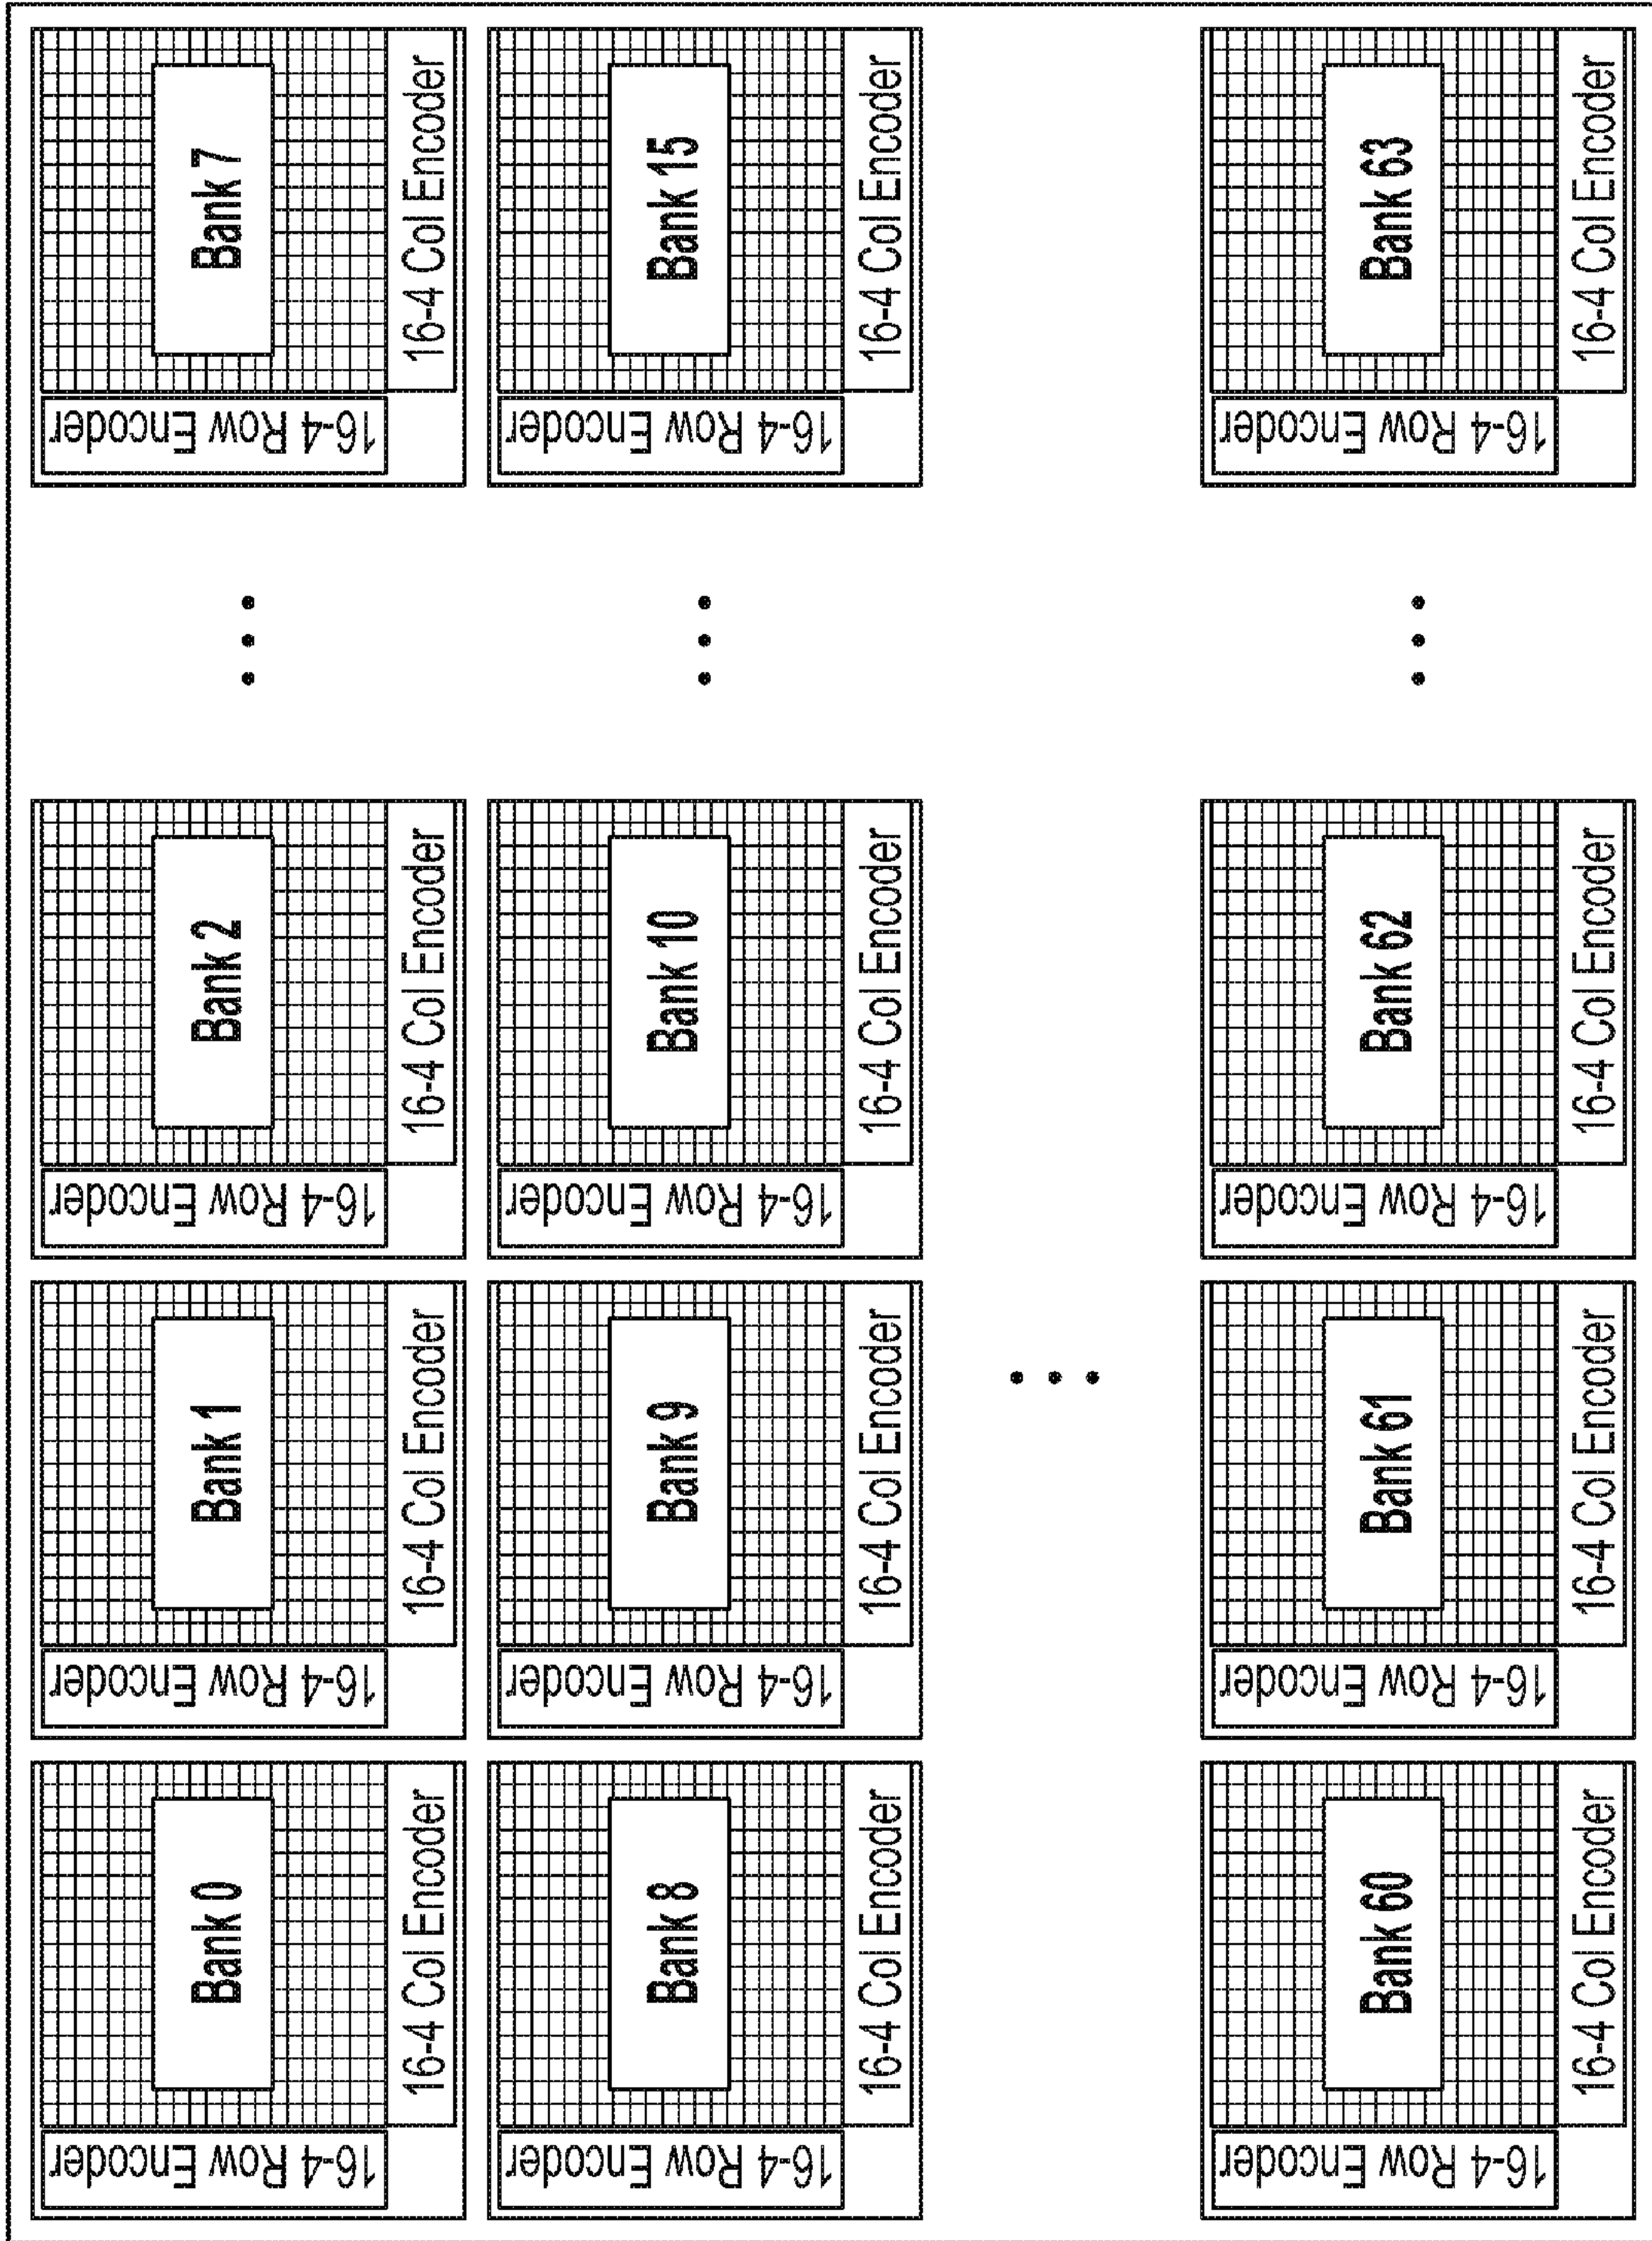 16-4 Row Encoder
Bank 0
16-4 Col Encoder
16-4 Row Encoder
Bank 1
16-4 Col Encoder
16-4 Row Encoder
Bank 2
16-4 Col Encoder
16-4 Row Encoder
Bank 7
16-4 Col Encoder
16-4 Row Encoder
Bank 8
16-4 Col Encoder
16-4 Row Encoder
Bank 9
16-4 Col Encoder
16-4 Row Encoder
Bank 10
16-4 Col Encoder
16-4 Row Encoder
Bank 15
16-4 Col Encoder
16-4 Row Encoder
Bank 60
16-4 Col Encoder
16-4 Row Encoder
Bank 61
16-4 Col Encoder
16-4 Row Encoder
Bank 62
16-4 Col Encoder
16-4 Row Encoder
Bank 63
16-4 Col Encoder